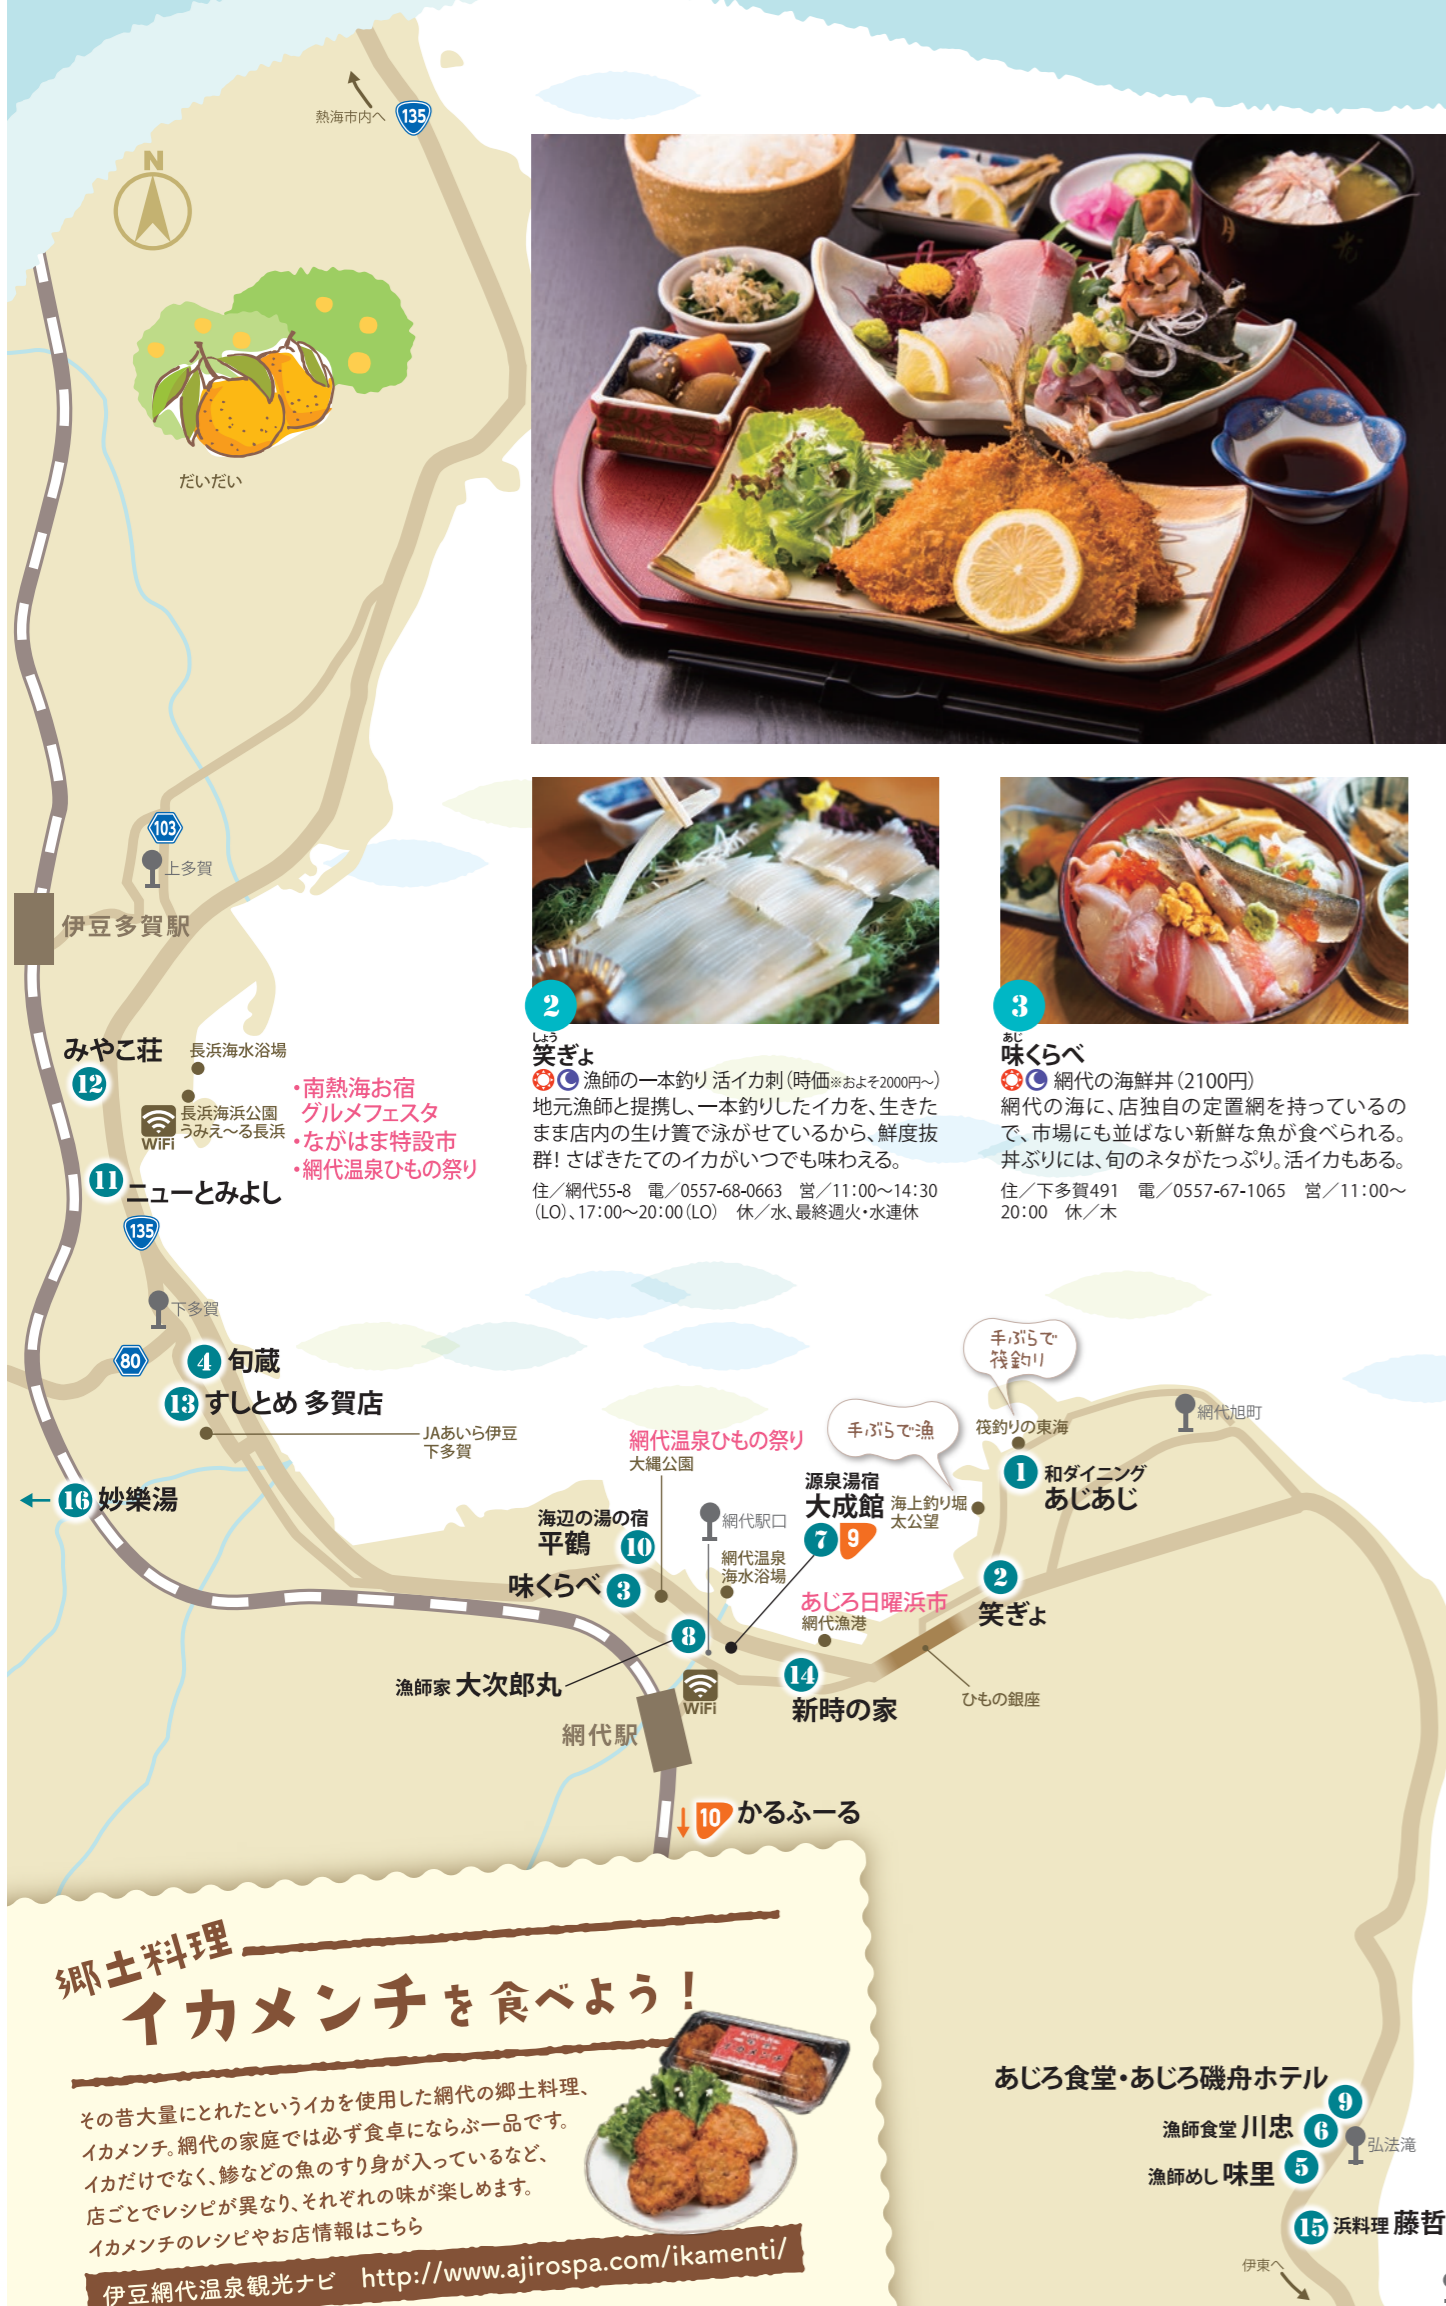 熱海市内へ
135
N
だいだい
103
上多賀
伊豆多賀駅
みやこ荘
12
長浜海水浴場
長浜海浜公園
うみえ〜る長浜
WiFi
・南熱海お宿
グルメフェスタ
・ながはま特設市
・網代温泉ひもの祭り
11
ニューとみよし
135
下多賀
80
4 旬蔵
13 すしとめ 多賀店
JAあいら伊豆
下多賀
16 妙樂湯
2
しょう
笑ぎょ
漁師の一本釣り 活イカ刺(時価※およそ2000円〜)
地元漁師と提携し、一本釣りしたイカを、生きた
まま店内の生け簀で泳がせているから、鮮度抜
群! さばきたてのイカがいつでも味わえる。
住/網代55-8 電/0557-68-0663 営/11:00〜14:30
(LO)、17:00〜20:00(LO) 休/水、最終週火・水連休
3
あじ
味くらべ
網代の海鮮丼(2100円)
網代の海に、店独自の定置網を持っているの
で、市場にも並ばない新鮮な魚が食べられる。
丼ぶりには、旬のネタがたっぷり。活イカもある。
住/下多賀491 電/0557-67-1065 営/11:00〜
20:00 休/木
手ぶらで
筏釣り
手ぶらで漁
筏釣りの東海
網代旭町
1 和ダイニング
あじあじ
海上釣り堀
太公望
網代温泉ひもの祭り
大縄公園
源泉湯宿
大成館
7 9
海辺の湯の宿
平鶴 10
網代駅口
網代温泉
海水浴場
味くらべ 3
あじろ日曜浜市
網代漁港
2
笑ぎょ
8
漁師家 大次郎丸
WiFi
14
新時の家
ひもの銀座
網代駅
10 かるふーる
郷土料理
イカメンチを食べよう!
その昔大量にとれたというイカを使用した網代の郷土料理、
イカメンチ。網代の家庭では必ず食卓にならぶ一品です。
イカだけでなく、鯵などの魚のすり身が入っているなど、
店ごとでレシピが異なり、それぞれの味が楽しめます。
イカメンチのレシピやお店情報はこちら
伊豆網代温泉観光ナビ http://www.ajirospa.com/ikamenti/
あじろ食堂・あじろ磯舟ホテル
9
漁師食堂 川忠 6
弘法滝
漁師めし 味里 5
15 浜料理 藤哲
伊東へ